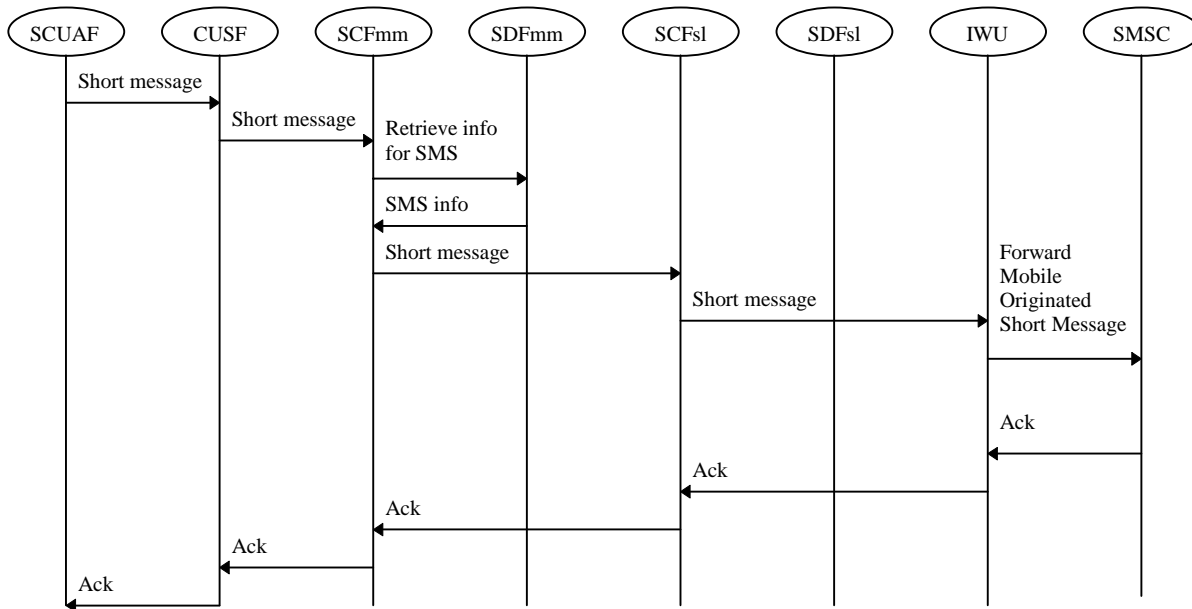 SCUAF CUSF SCFmm SDFmm SCFsl SDFsl IWU SMSC
Short message
Short message
Retrieve info
for SMS
SMS info
Short message
Forward
Mobile
Originated
Short Message
Short message
Ack
Ack
Ack
Ack
Ack